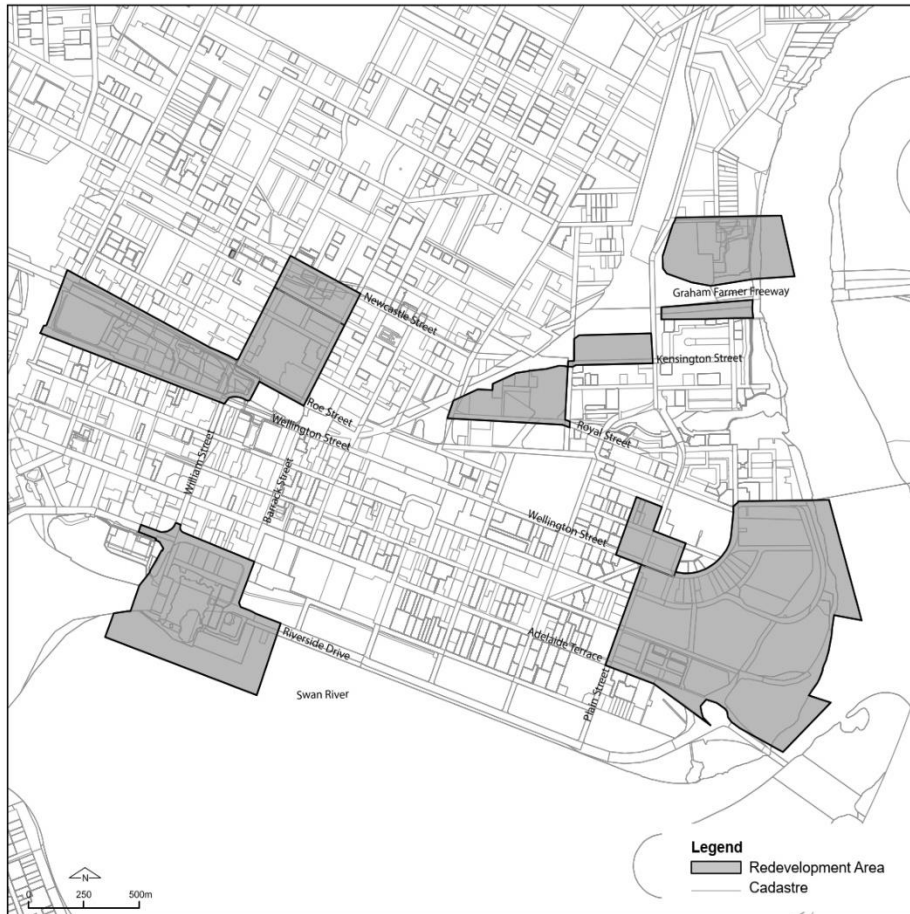 Graham Farmer Freeway
Newcastle Street
Kensington Street
Roe Street
Wellington Street
Royal Street
William Street
Barrack Street
Wellington Street
Adelaide Terrace
Riverside Drive
Plain Street
Swan River
Legend
Redevelopment Area
Cadastre
N
0 250 500m